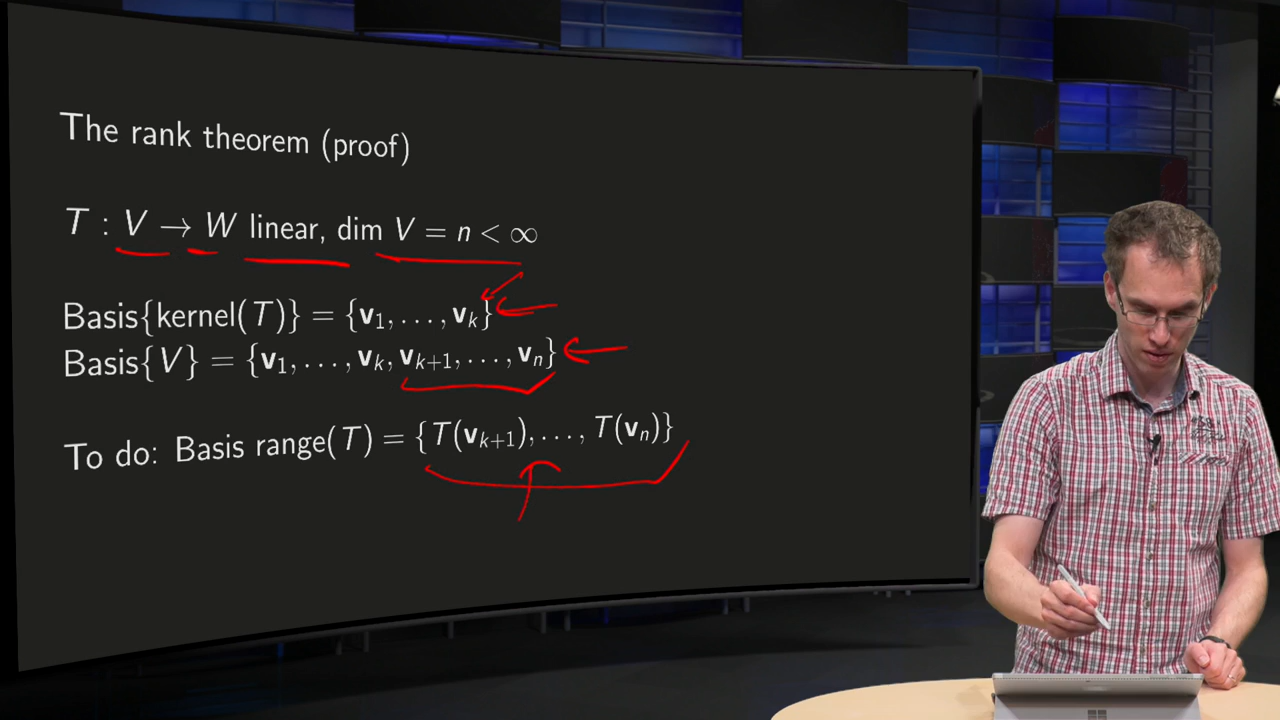 The rank theorem (proof)
T : V → W linear, dim V = n < ∞
Basis{kernel(T)} = {v₁, . . . , vₖ}
Basis{V} = {v₁, . . . , vₖ, vₖ₊₁, . . . , vₙ}
To do: Basis range(T) = {T(vₖ₊₁), . . . , T(vₙ)}